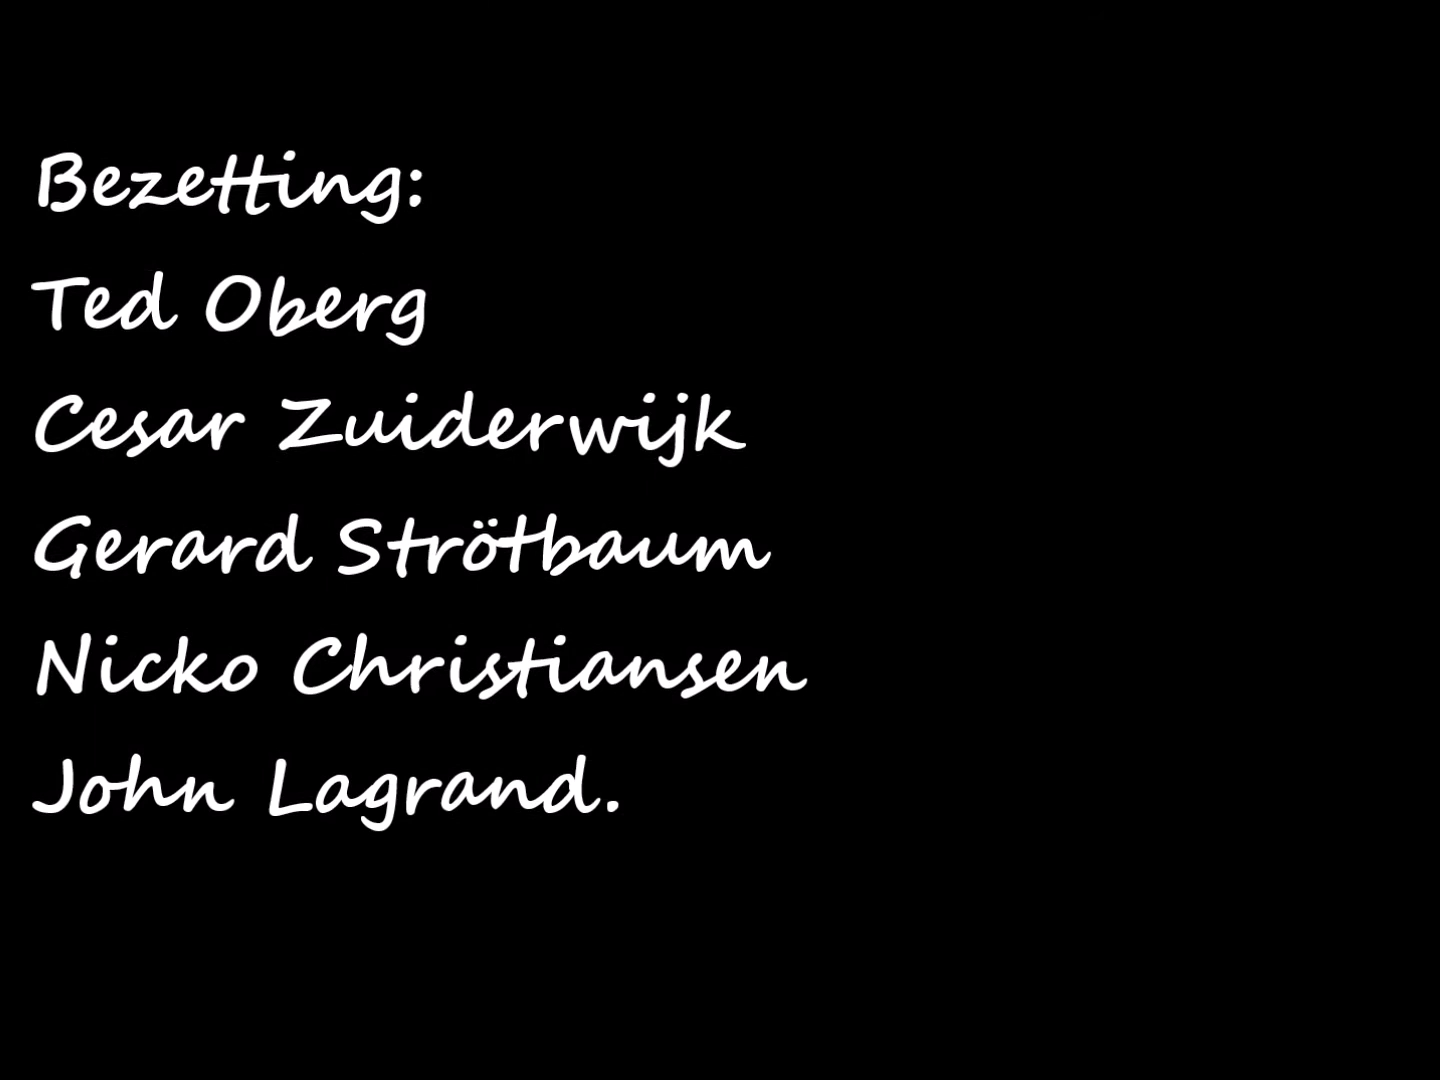 Bezetting:
Ted Oberg
Cesar Zuiderwijk
Gerard Strötbaum
Nicko Christiansen
John Lagrand.